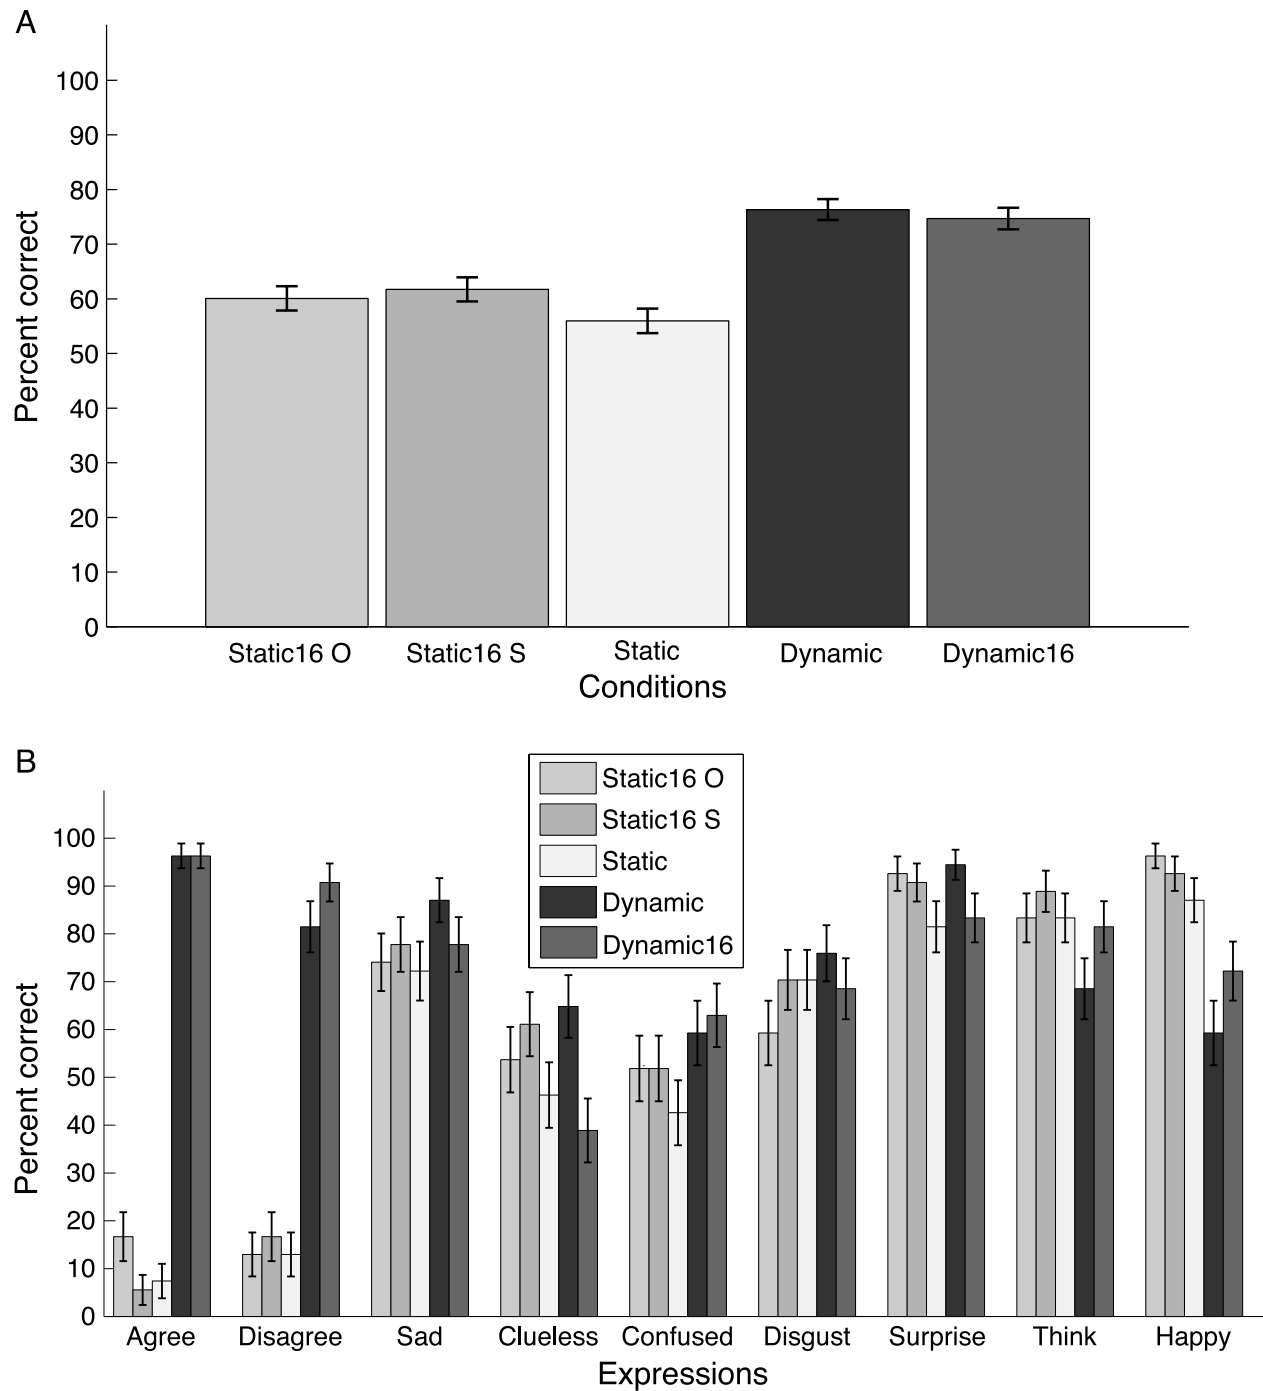 A
100
90
80
70
60
50
40
30
20
10
0
Percent correct
Static16 O Static16 S Static Dynamic Dynamic16
Conditions
B
Static16 O
Static16 S
Static
Dynamic
Dynamic16
100
90
80
70
60
50
40
30
20
10
0
Percent correct
Agree Disagree Sad Clueless Confused Disgust Surprise Think Happy
Expressions